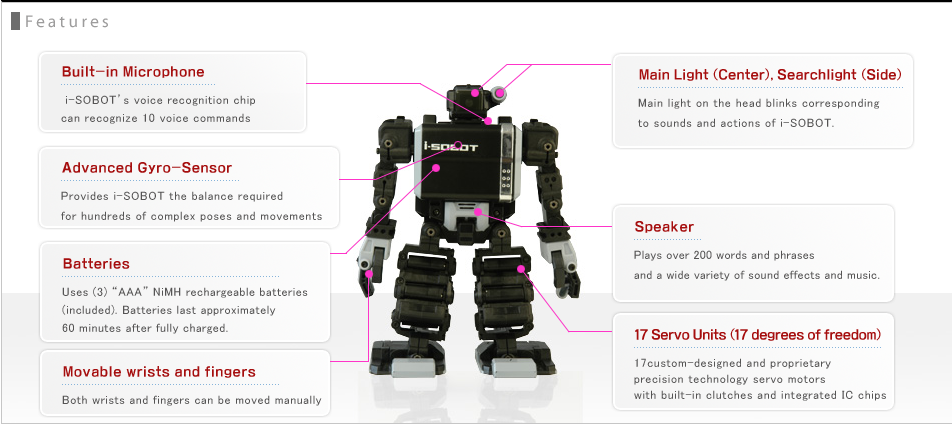 Features
Built-in Microphone
i-SOBOT's voice recognition chip
can recognize 10 voice commands
Advanced Gyro-Sensor
Provides i-SOBOT the balance required
for hundreds of complex poses and movements
Batteries
Uses (3) “AAA” NiMH rechargeable batteries
(included). Batteries last approximately
60 minutes after fully charged.
Movable wrists and fingers
Both wrists and fingers can be moved manually
i-SOBOT
Main Light (Center), Searchlight (Side)
Main light on the head blinks corresponding
to sounds and actions of i-SOBOT.
Speaker
Plays over 200 words and phrases
and a wide variety of sound effects and music.
17 Servo Units (17 degrees of freedom)
17custom-designed and proprietary
precision technology servo motors
with built-in clutches and integrated IC chips